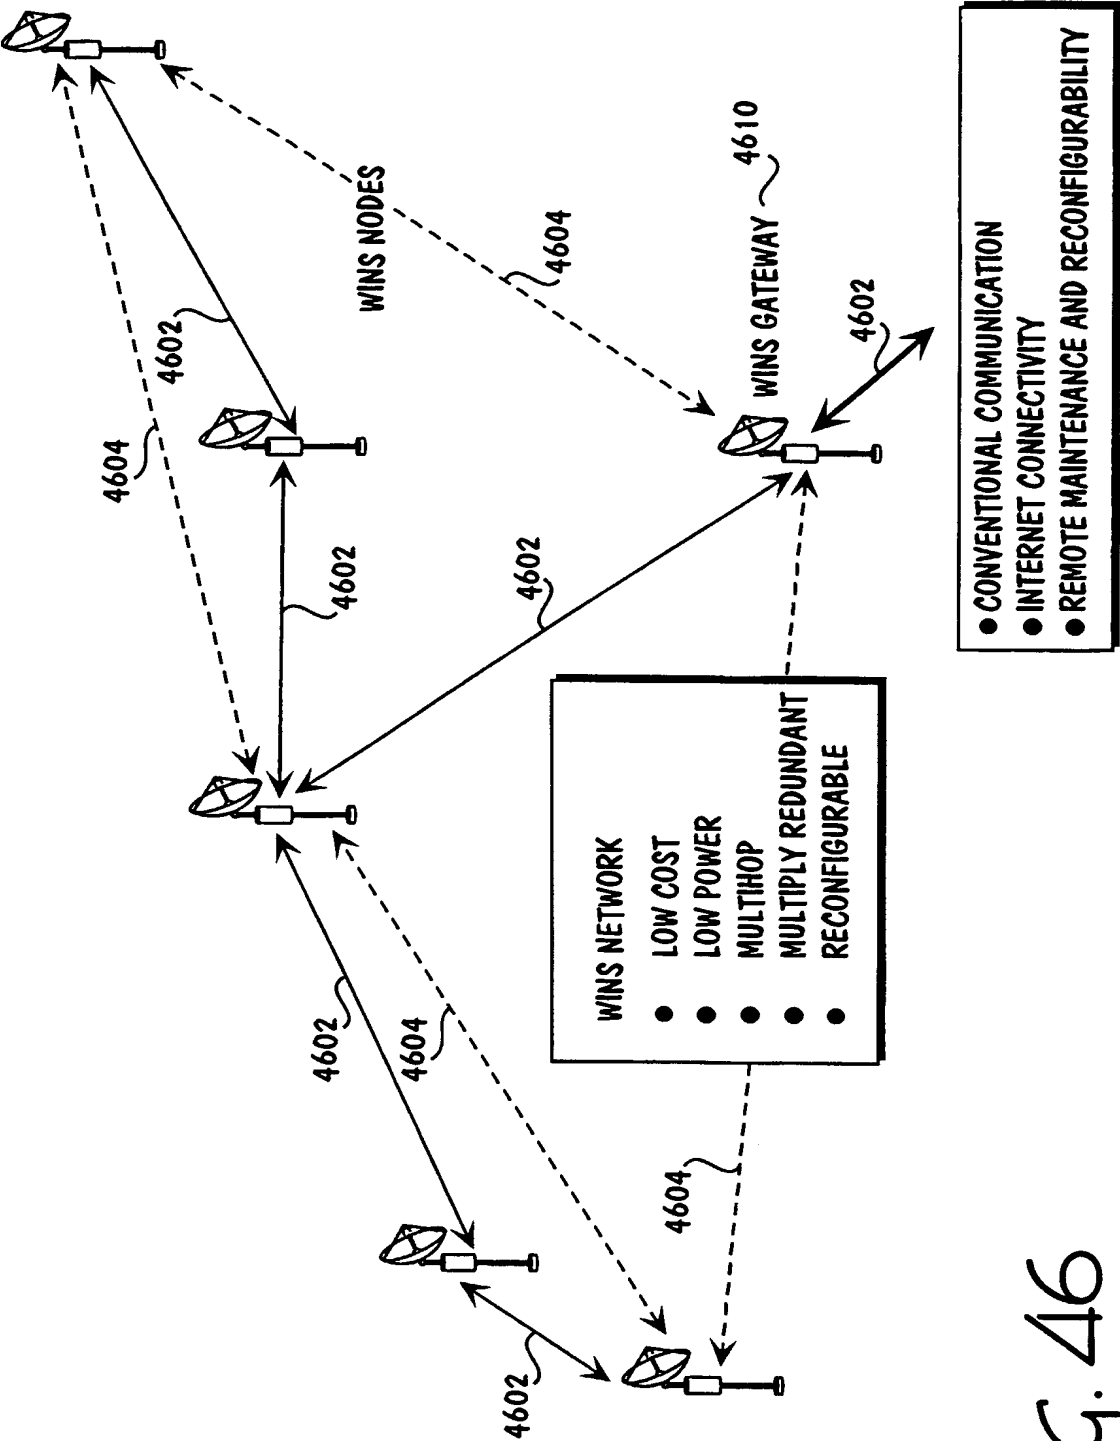 4602
4604
4602
4604
4602
4602
4604
4602
WINS NODES
4604
WINS GATEWAY
4610
4602
WINS NETWORK
● LOW COST
● LOW POWER
● MULTIHOP
● MULTIPLY REDUNDANT
● RECONFIGURABLE
● CONVENTIONAL COMMUNICATION
● INTERNET CONNECTIVITY
● REMOTE MAINTENANCE AND RECONFIGURABILITY
G. 46